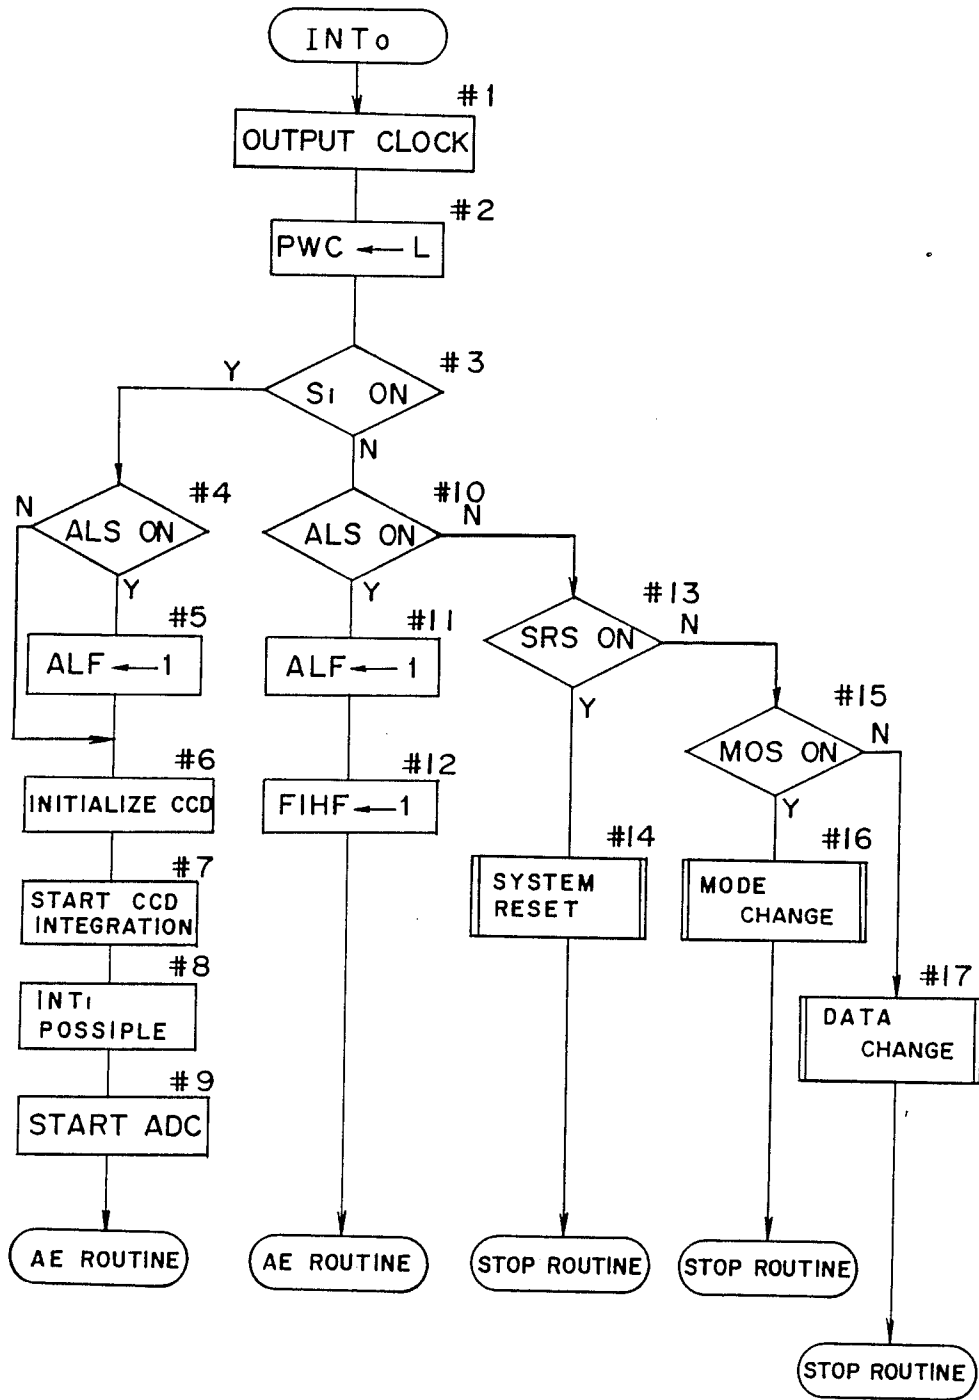 INT0
#1
OUTPUT CLOCK
#2
PWC ← L
#3
S1 ON
Y
N
#4
ALS ON
N
Y
#5
ALF ← 1
#6
INITIALIZE CCD
#7
START CCD
INTEGRATION
#8
INT1
POSSIPLE
#9
START ADC
AE ROUTINE
#10
ALS ON
N
Y
#11
ALF ← 1
#12
FIHF ← 1
AE ROUTINE
#13
SRS ON
N
Y
#14
SYSTEM
RESET
STOP ROUTINE
#15
MOS ON
N
Y
#16
MODE
CHANGE
STOP ROUTINE
#17
DATA
CHANGE
STOP ROUTINE